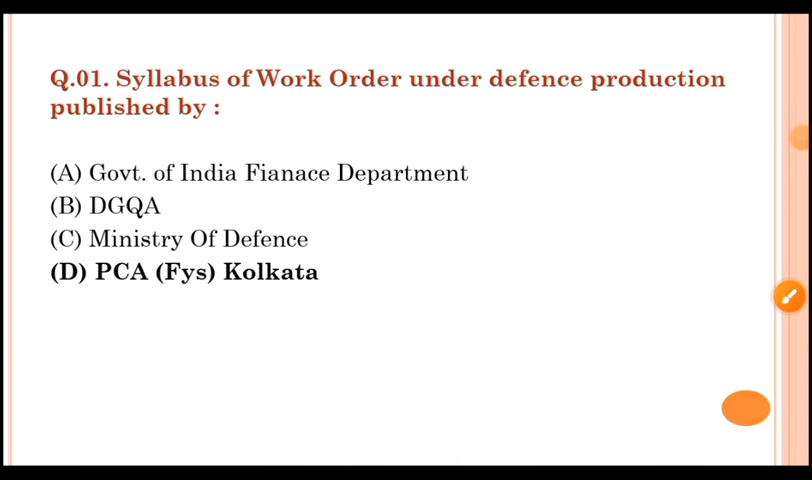 Q.01. Syllabus of Work Order under defence production
published by :
(A) Govt. of India Fianace Department
(B) DGQA
(C) Ministry Of Defence
(D) PCA (Fys) Kolkata